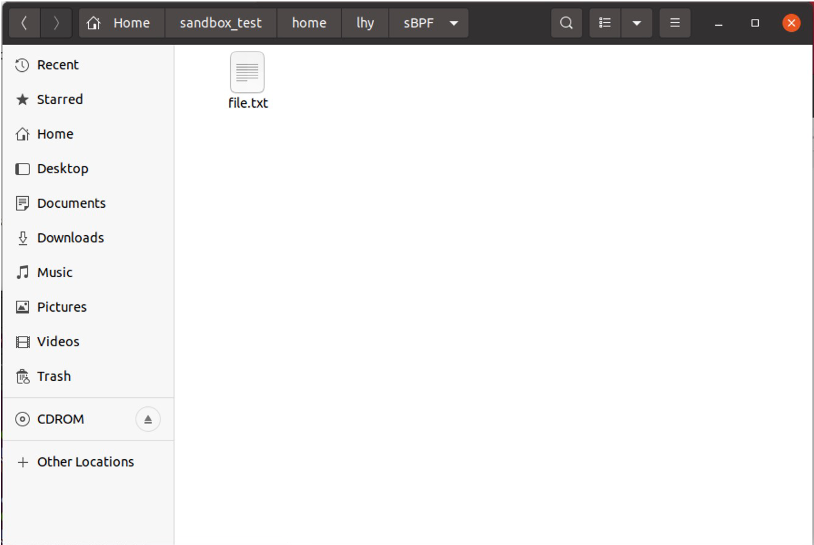 Home sandbox_test home lhy sBPF
Recent
Starred
Home
Desktop
Documents
Downloads
Music
Pictures
Videos
Trash
CDROM
Other Locations
file.txt